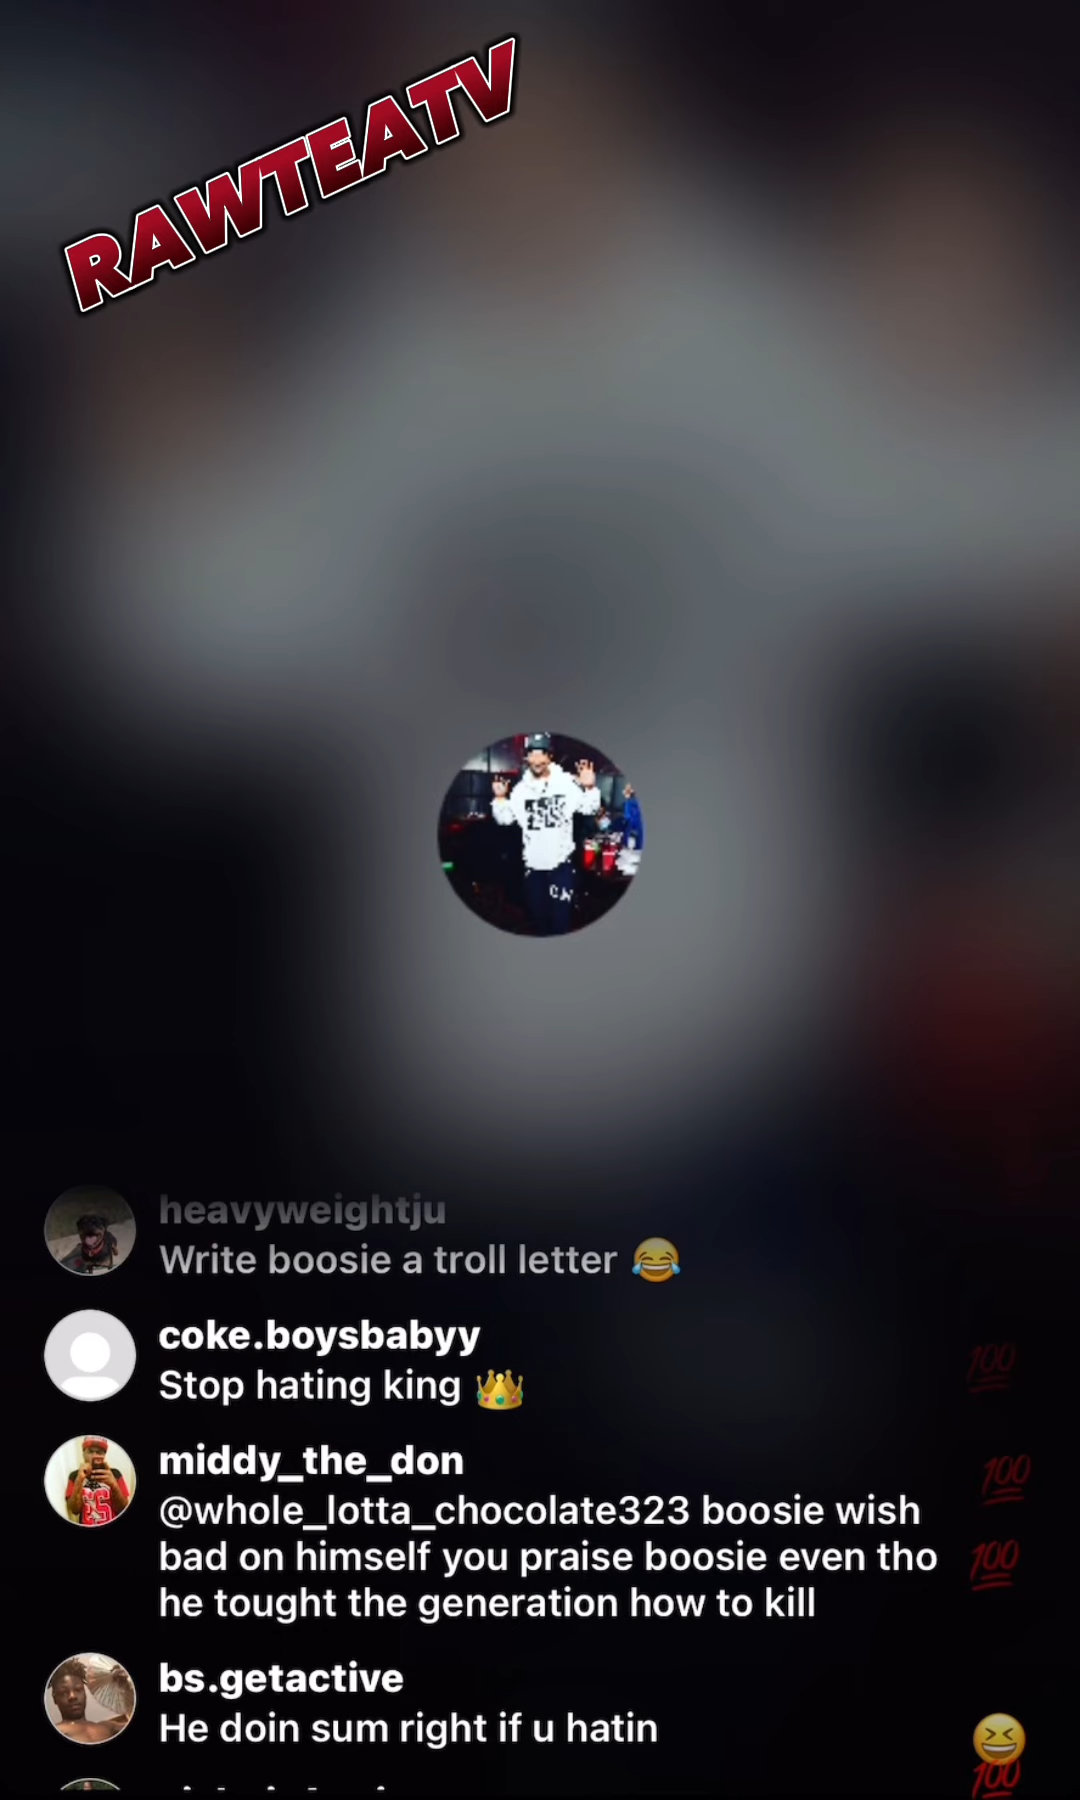 RAWTEATV
heavyweightju
Write boosie a troll letter 😂
coke.boysbabyy
Stop hating king 👑
middy_the_don
@whole_lotta_chocolate323 boosie wish
bad on himself you praise boosie even tho
he tought the generation how to kill
bs.getactive
He doin sum right if u hatin
💯
💯
💯
😆
💯